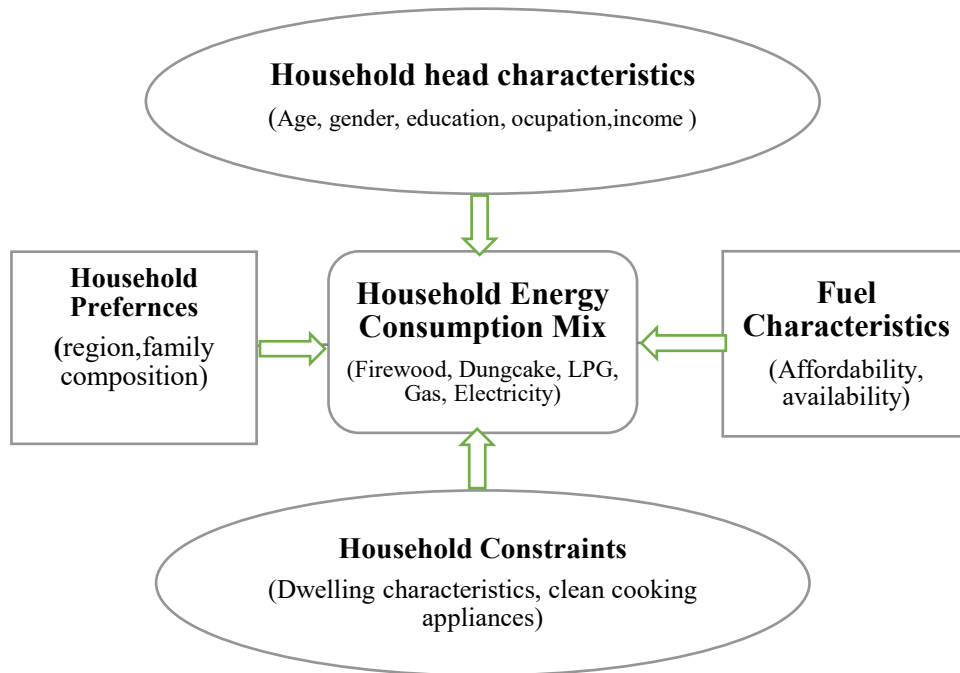 Household head characteristics
(Age, gender, education, ocupation,income )
Household
Prefernces
(region,family
composition)
Household Energy
Consumption Mix
(Firewood, Dungcake, LPG,
Gas, Electricity)
Fuel
Characteristics
(Affordability,
availability)
Household Constraints
(Dwelling characteristics, clean cooking
appliances)